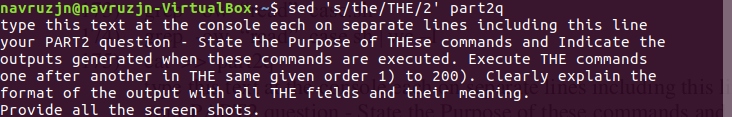 navruzjn@navruzjn-VirtualBox:~$ sed 's/the/THE/2' part2q
type this text at the console each on separate lines including this line
your PART2 question - State the Purpose of THEse commands and Indicate the
outputs generated when these commands are executed. Execute THE commands
one after another in THE same given order 1) to 200). Clearly explain the
format of the output with all THE fields and their meaning.
Provide all the screen shots.